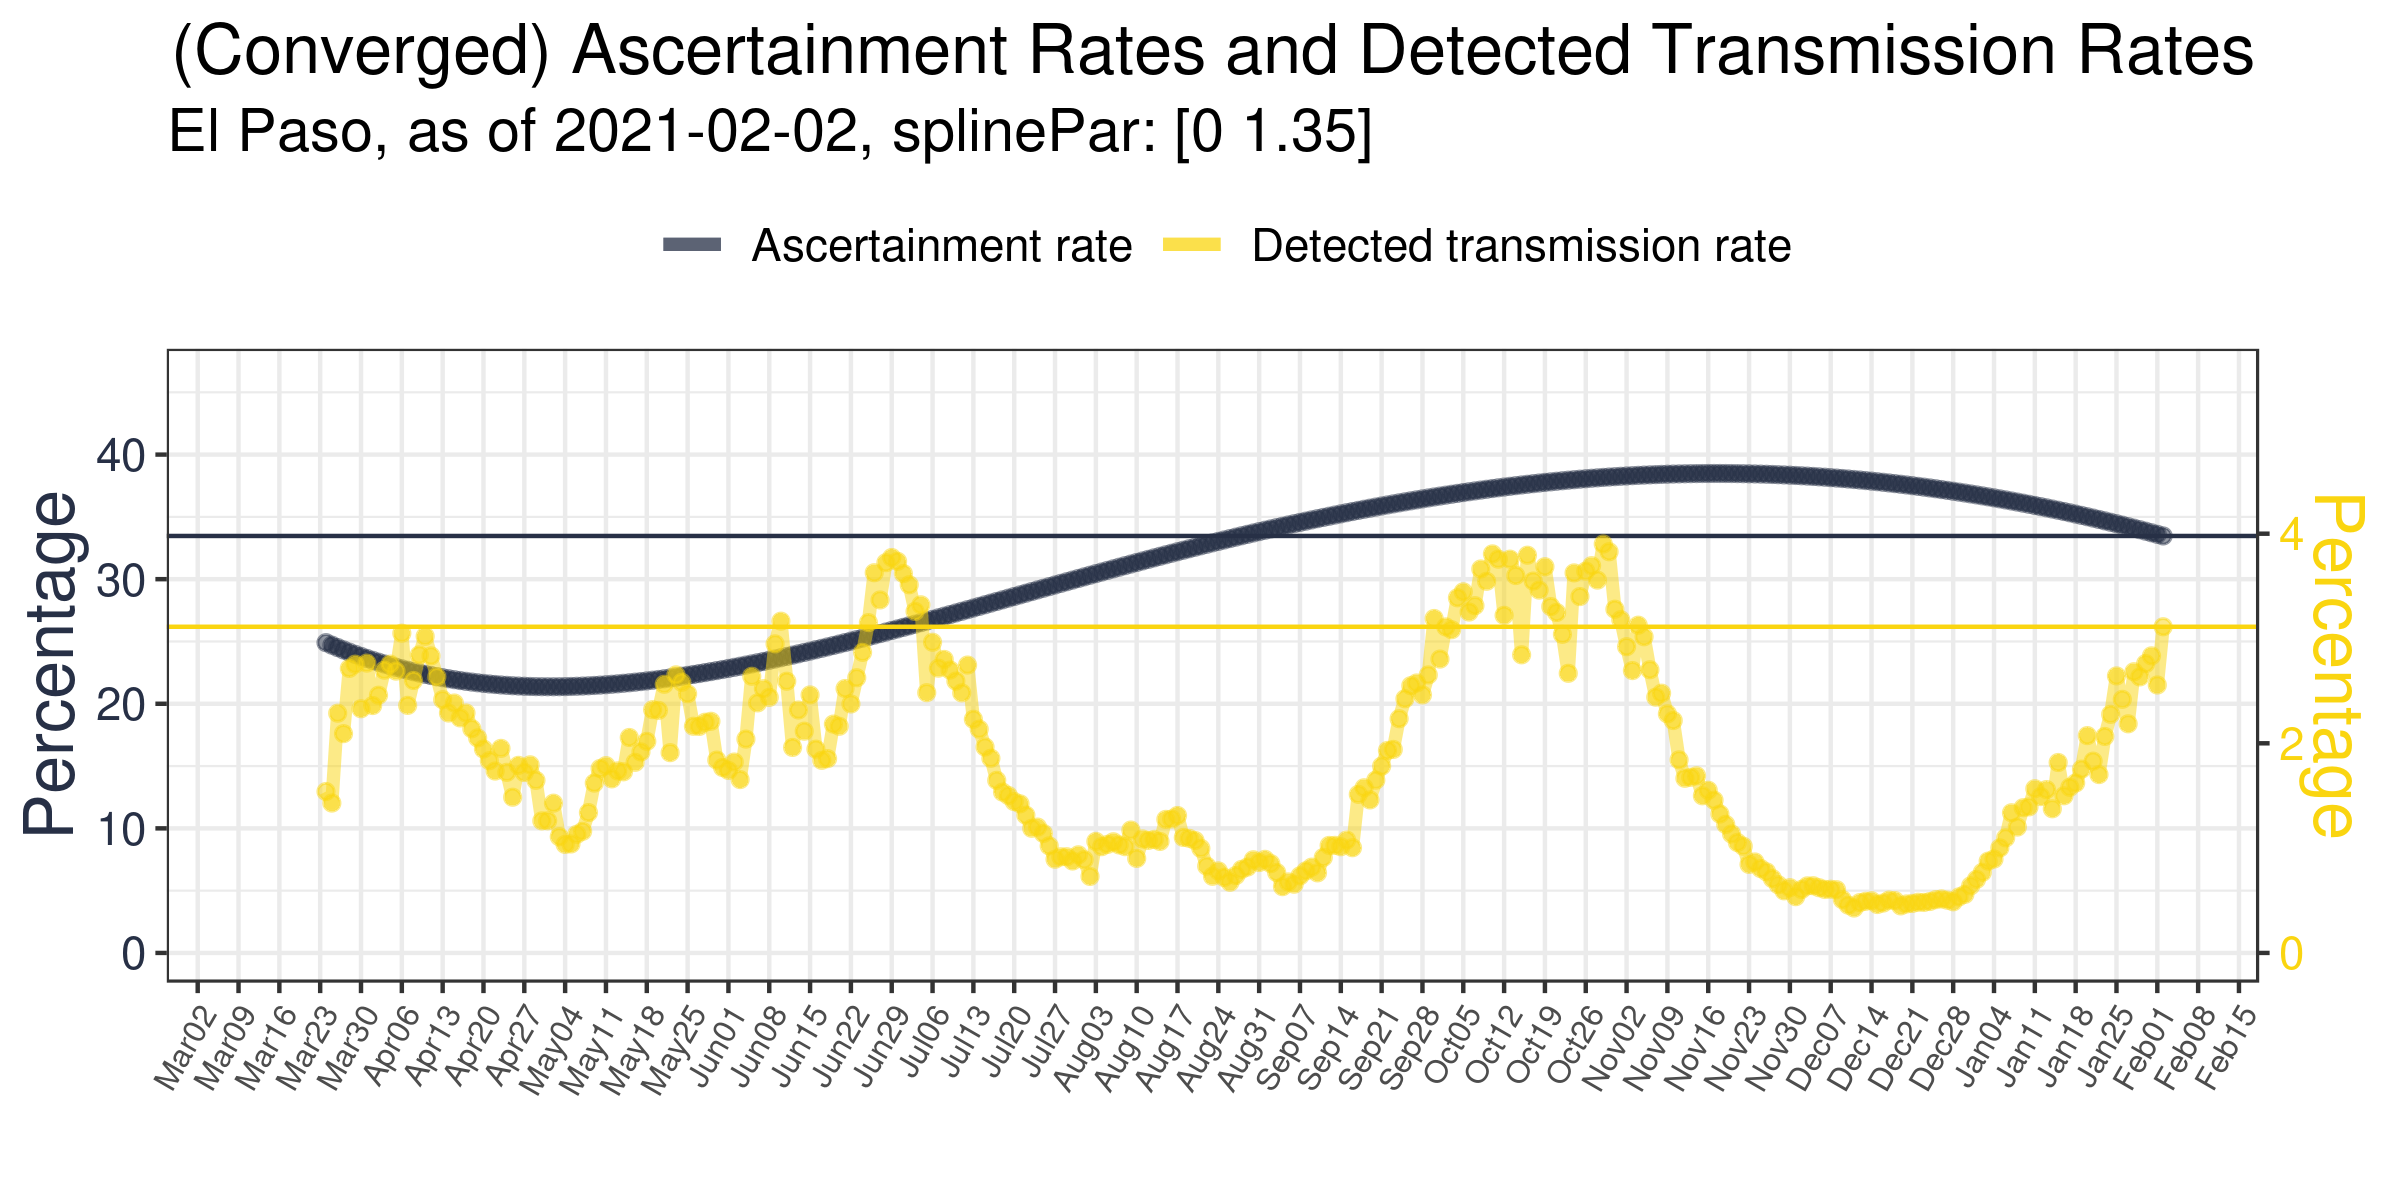 (Converged) Ascertainment Rates and Detected Transmission Rates
El Paso, as of 2021-02-02, splinePar: [0 1.35]
Ascertainment rate
Detected transmission rate
Percentage
40
30
20
10
0
4
2
0
Percentage
Mar02
Mar09
Mar16
Mar23
Mar30
Apr06
Apr13
Apr20
Apr27
May04
May11
May18
May25
Jun01
Jun08
Jun15
Jun22
Jun29
Jul06
Jul13
Jul20
Jul27
Aug03
Aug10
Aug17
Aug24
Aug31
Sep07
Sep14
Sep21
Sep28
Oct05
Oct12
Oct19
Oct26
Nov02
Nov09
Nov16
Nov23
Nov30
Dec07
Dec14
Dec21
Dec28
Jan04
Jan11
Jan18
Jan25
Feb01
Feb08
Feb15